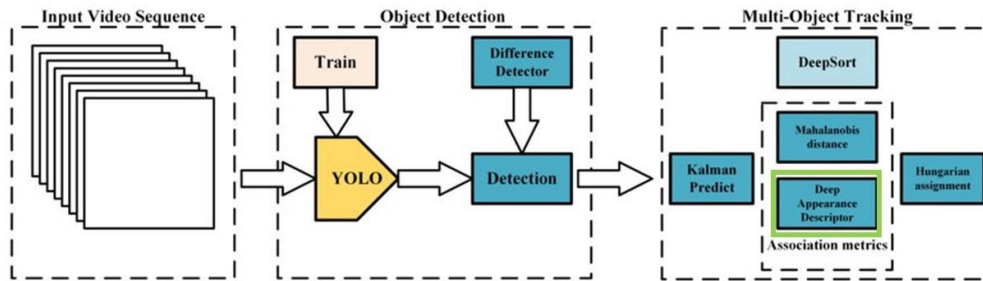 Input Video Sequence
Object Detection
Multi-Object Tracking
Train
Difference
Detector
DeepSort
YOLO
Detection
Kalman
Predict
Mahalanobis
distance
Deep
Appearance
Descriptor
Association metrics
Hungarian
assignment